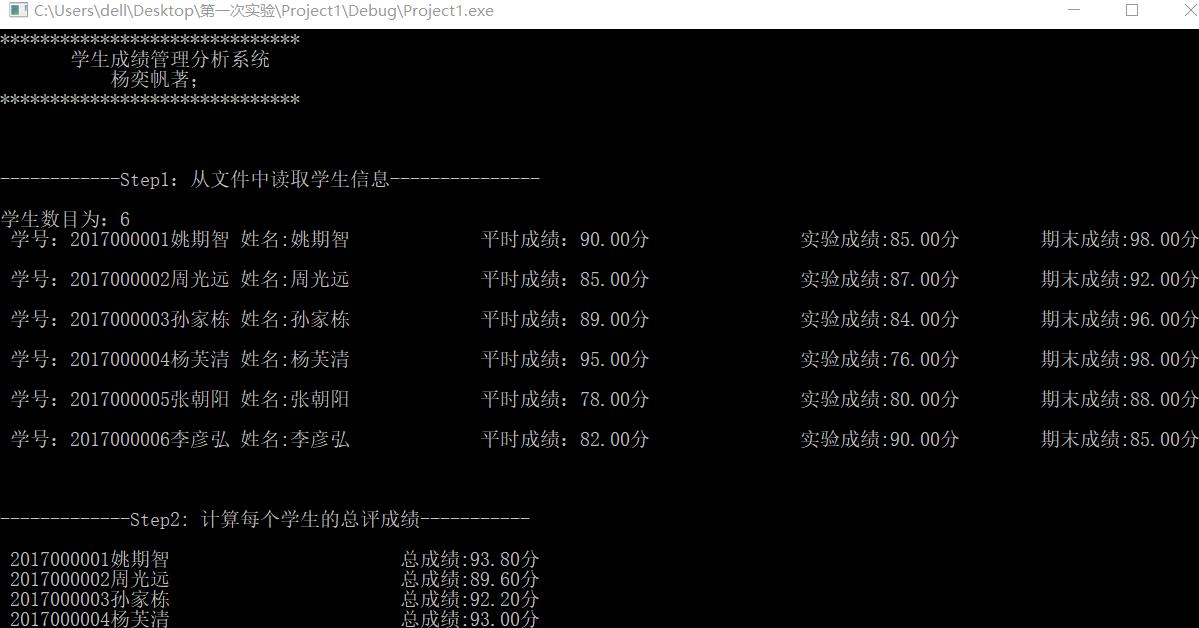 C:\Users\dell\Desktop\第一次实验\Project1\Debug\Project1.exe
******************************
学生成绩管理分析系统
杨奕帆著;
******************************
------------Step1: 从文件中读取学生信息---------------
学生数目为: 6
学号: 2017000001姚期智 姓名:姚期智 平时成绩: 90.00分 实验成绩:85.00分 期末成绩:98.00分
学号: 2017000002周光远 姓名:周光远 平时成绩: 85.00分 实验成绩:87.00分 期末成绩:92.00分
学号: 2017000003孙家栋 姓名:孙家栋 平时成绩: 89.00分 实验成绩:84.00分 期末成绩:96.00分
学号: 2017000004杨芙清 姓名:杨芙清 平时成绩: 95.00分 实验成绩:76.00分 期末成绩:98.00分
学号: 2017000005张朝阳 姓名:张朝阳 平时成绩: 78.00分 实验成绩:80.00分 期末成绩:88.00分
学号: 2017000006李彦弘 姓名:李彦弘 平时成绩: 82.00分 实验成绩:90.00分 期末成绩:85.00分
-------------Step2: 计算每个学生的总评成绩-----------
2017000001姚期智 总成绩:93.80分
2017000002周光远 总成绩:89.60分
2017000003孙家栋 总成绩:92.20分
2017000004杨芙清 总成绩:93.00分